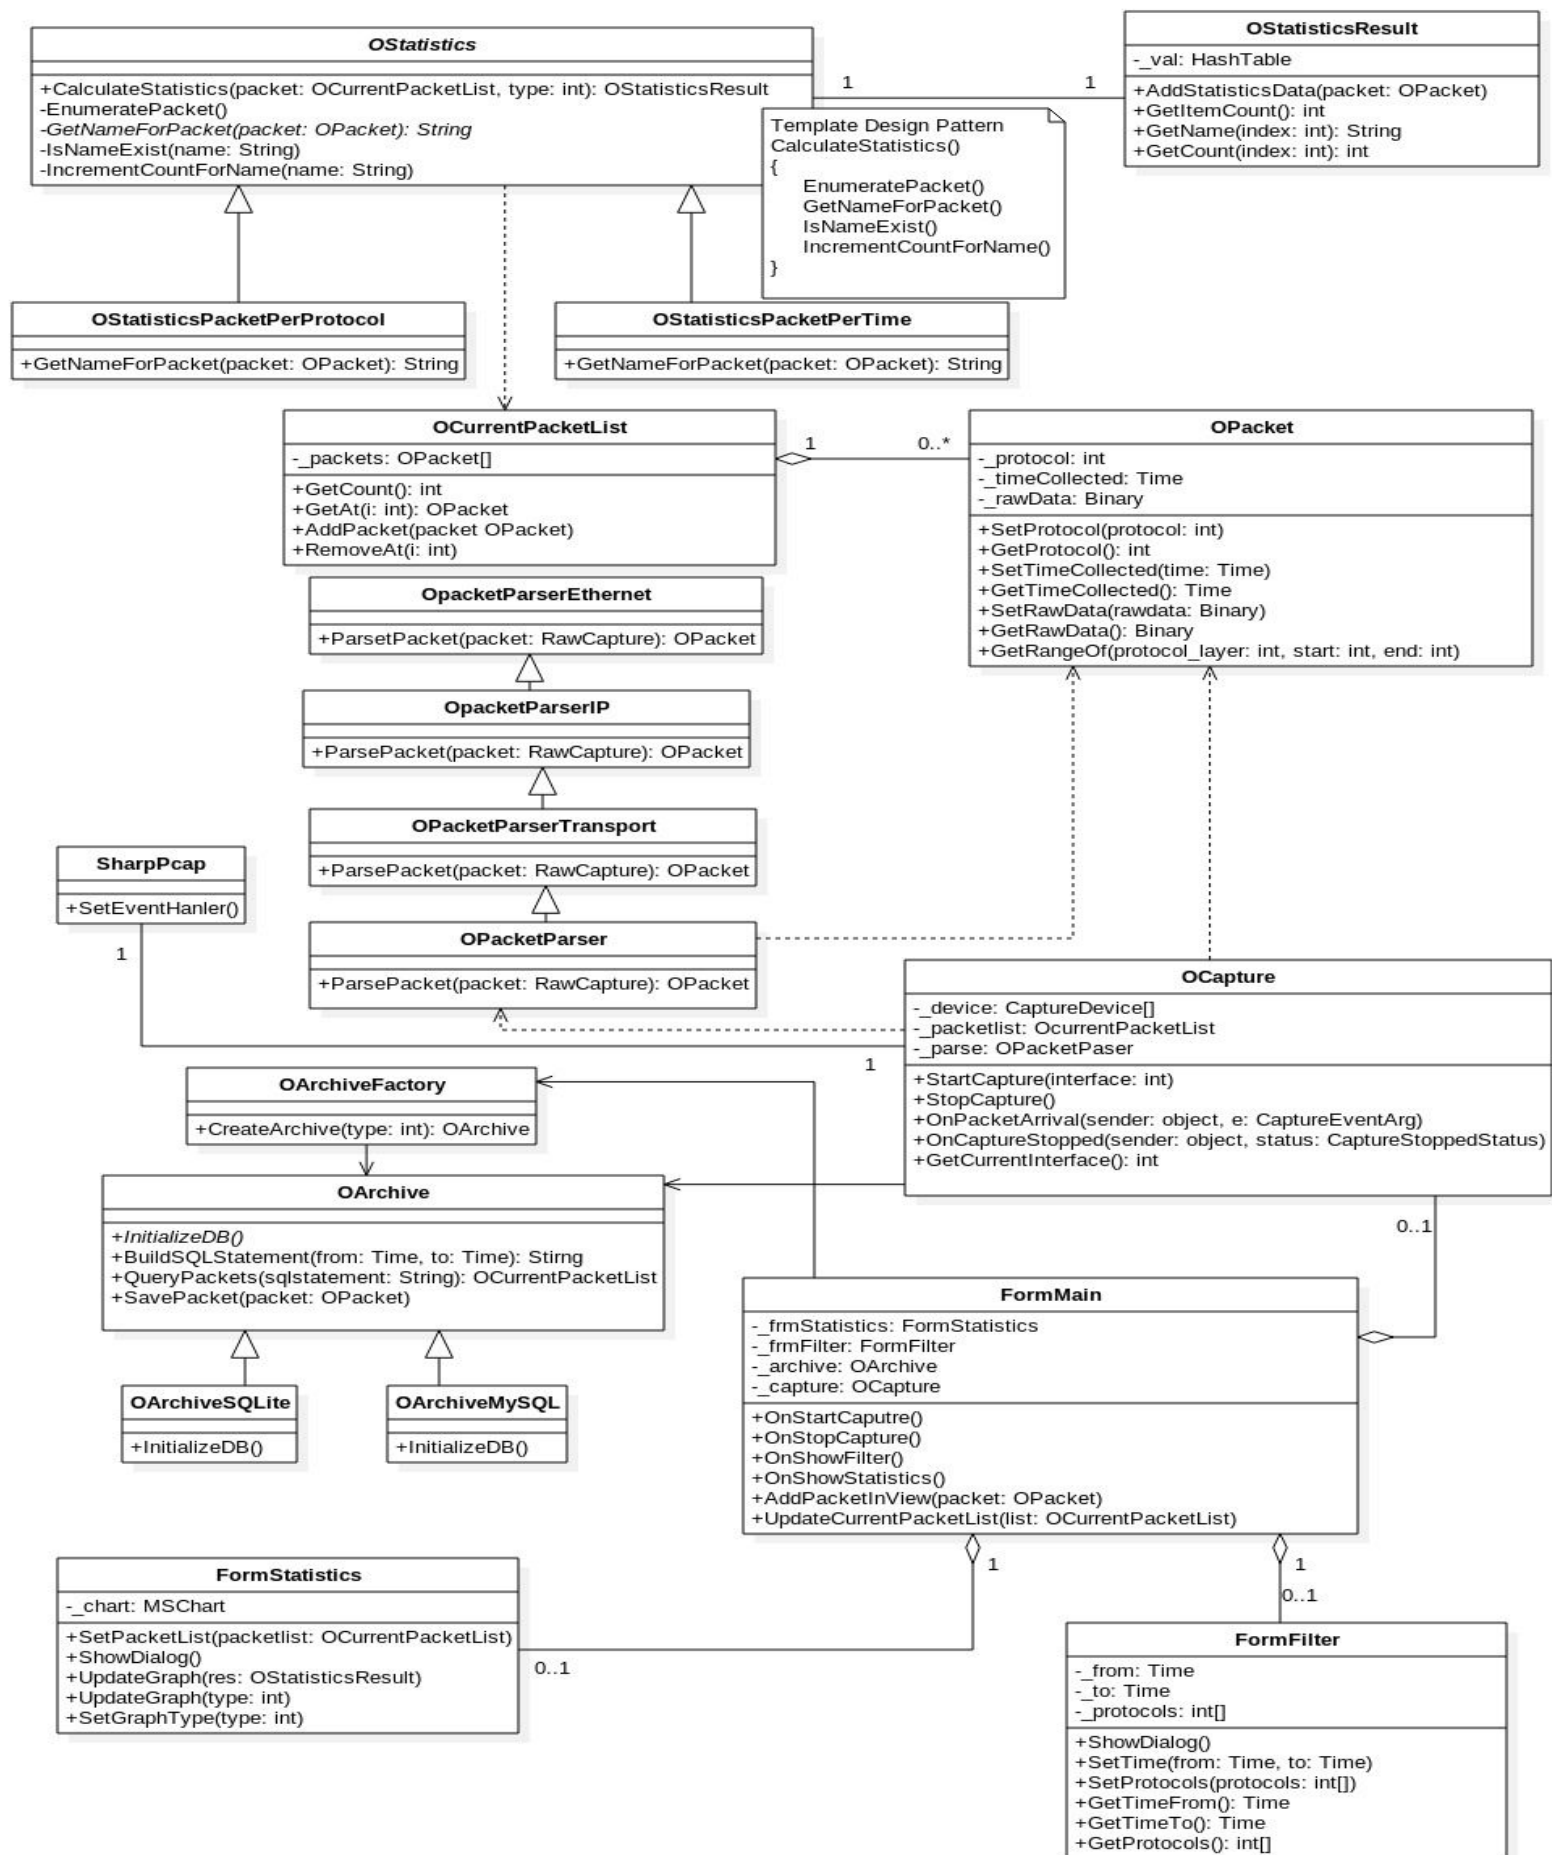 OStatistics
+CalculateStatistics(packet: OCurrentPacketList, type: int): OStatisticsResult
-EnumeratePacket()
-GetNameForPacket(packet: OPacket): String
-IsNameExist(name: String)
-IncrementCountForName(name: String)
1
1
OStatisticsResult
-_val: HashTable
+AddStatisticsData(packet: OPacket)
+GetItemCount(): int
+GetName(index: int): String
+GetCount(index: int): int
Template Design Pattern
CalculateStatistics()
{
EnumeratePacket()
GetNameForPacket()
IsNameExist()
IncrementCountForName()
}
OStatisticsPacketPerProtocol
+GetNameForPacket(packet: OPacket): String
OStatisticsPacketPerTime
+GetNameForPacket(packet: OPacket): String
OCurrentPacketList
-_packets: OPacket[]
+GetCount(): int
+GetAt(i: int): OPacket
+AddPacket(packet OPacket)
+RemoveAt(i: int)
1
0..*
OPacket
-_protocol: int
-_timeCollected: Time
-_rawData: Binary
+SetProtocol(protocol: int)
+GetProtocol(): int
+SetTimeCollected(time: Time)
+GetTimeCollected(): Time
+SetRawData(rawdata: Binary)
+GetRawData(): Binary
+GetRangeOf(protocol_layer: int, start: int, end: int)
OpacketParserEthernet
+ParsetPacket(packet: RawCapture): OPacket
OpacketParserIP
+ParsePacket(packet: RawCapture): OPacket
OPacketParserTransport
+ParsePacket(packet: RawCapture): OPacket
SharpPcap
+SetEventHanler()
1
OPacketParser
+ParsePacket(packet: RawCapture): OPacket
OCapture
-_device: CaptureDevice[]
-_packetlist: OcurrentPacketList
-_parse: OPacketPaser
+StartCapture(interface: int)
+StopCapture()
+OnPacketArrival(sender: object, e: CaptureEventArg)
+OnCaptureStopped(sender: object, status: CaptureStoppedStatus)
+GetCurrentInterface(): int
1
0..1
OArchiveFactory
+CreateArchive(type: int): OArchive
OArchive
+InitializeDB()
+BuildSQLStatement(from: Time, to: Time): Stirng
+QueryPackets(sqlstatement: String): OCurrentPacketList
+SavePacket(packet: OPacket)
OArchiveSQLite
+InitializeDB()
OArchiveMySQL
+InitializeDB()
FormMain
-_frmStatistics: FormStatistics
-_frmFilter: FormFilter
-_archive: OArchive
-_capture: OCapture
+OnStartCaputre()
+OnStopCapture()
+OnShowFilter()
+OnShowStatistics()
+AddPacketInView(packet: OPacket)
+UpdateCurrentPacketList(list: OCurrentPacketList)
1
1
0..1
FormStatistics
-_chart: MSChart
+SetPacketList(packetlist: OCurrentPacketList)
+ShowDialog()
+UpdateGraph(res: OStatisticsResult)
+UpdateGraph(type: int)
+SetGraphType(type: int)
0..1
FormFilter
-_from: Time
-_to: Time
-_protocols: int[]
+ShowDialog()
+SetTime(from: Time, to: Time)
+SetProtocols(protocols: int[])
+GetTimeFrom(): Time
+GetTimeTo(): Time
+GetProtocols(): int[]